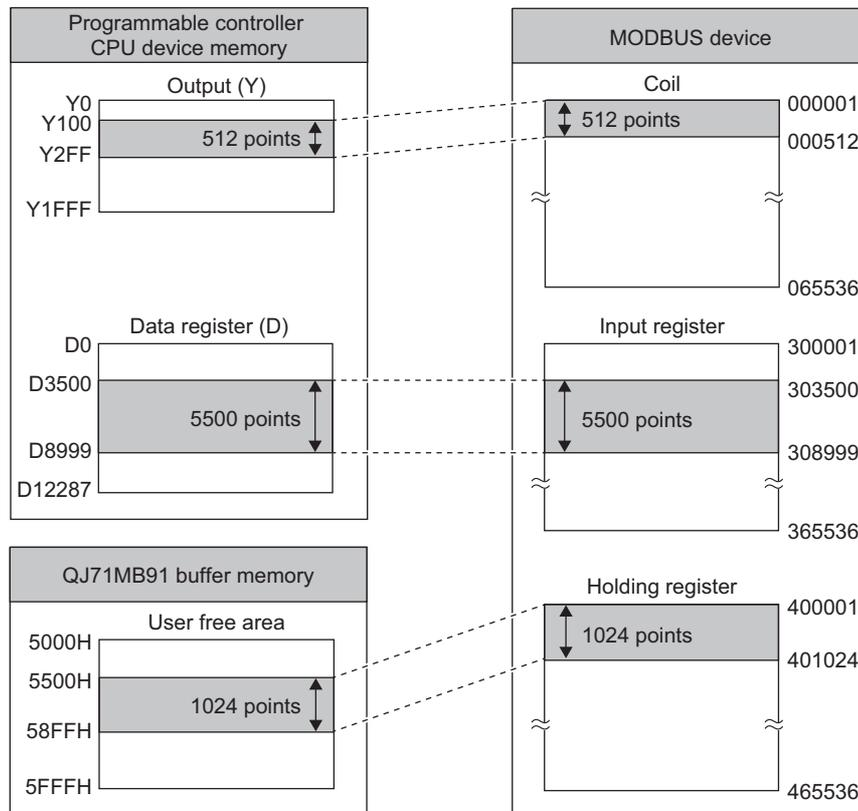 Programmable controller
CPU device memory
Output (Y)
Y0
Y100
512 points
Y2FF
Y1FFF
Data register (D)
D0
D3500
5500 points
D8999
D12287
QJ71MB91 buffer memory
User free area
5000H
5500H
1024 points
58FFH
5FFFH
MODBUS device
Coil
000001
512 points
000512
065536
Input register
300001
303500
5500 points
308999
365536
Holding register
400001
1024 points
401024
465536